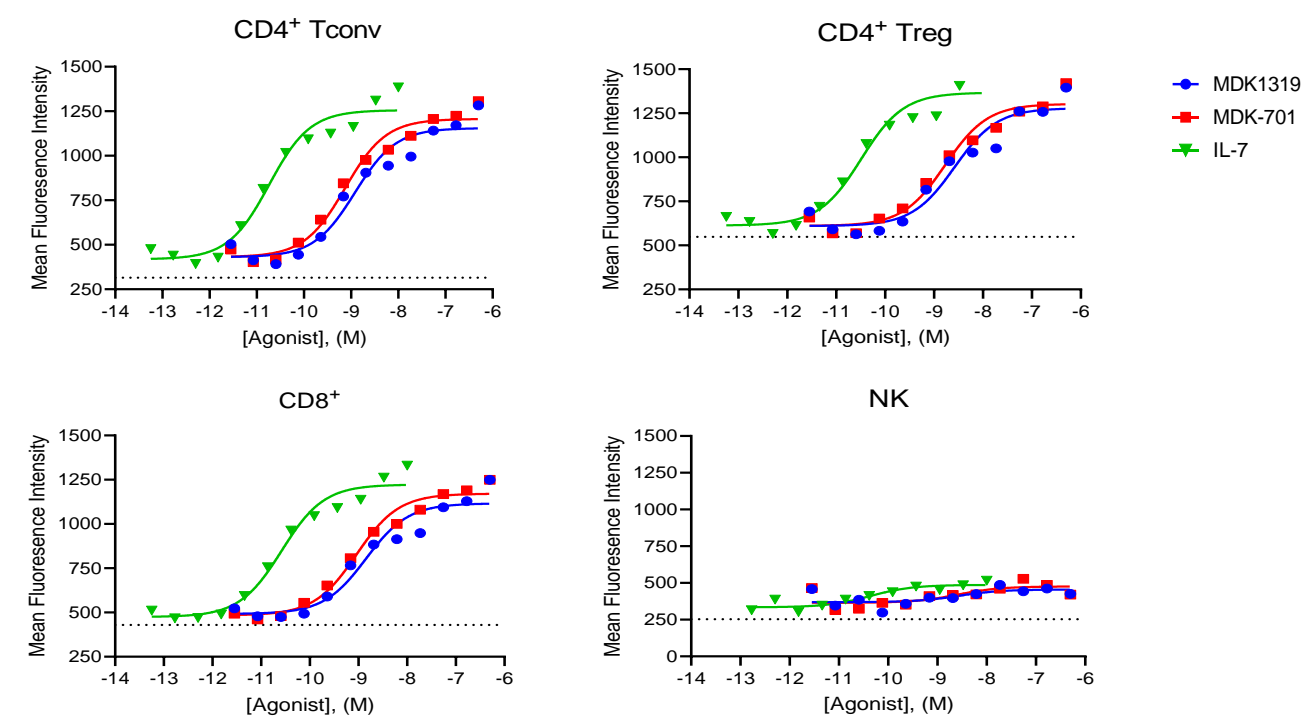 CD4+ Tconv
Mean Fluoresence Intensity
1500
1250
1000
750
500
250
-14 -13 -12 -11 -10 -9 -8 -7 -6
[Agonist], (M)
CD4+ Treg
Mean Fluoresence Intensity
1500
1250
1000
750
500
250
-14 -13 -12 -11 -10 -9 -8 -7 -6
[Agonist], (M)
MDK1319
MDK-701
IL-7
CD8+
Mean Fluoresence Intensity
1500
1250
1000
750
500
250
-14 -13 -12 -11 -10 -9 -8 -7 -6
[Agonist], (M)
NK
Mean Fluoresence Intensity
1500
1250
1000
750
500
250
0
-14 -13 -12 -11 -10 -9 -8 -7 -6
[Agonist], (M)